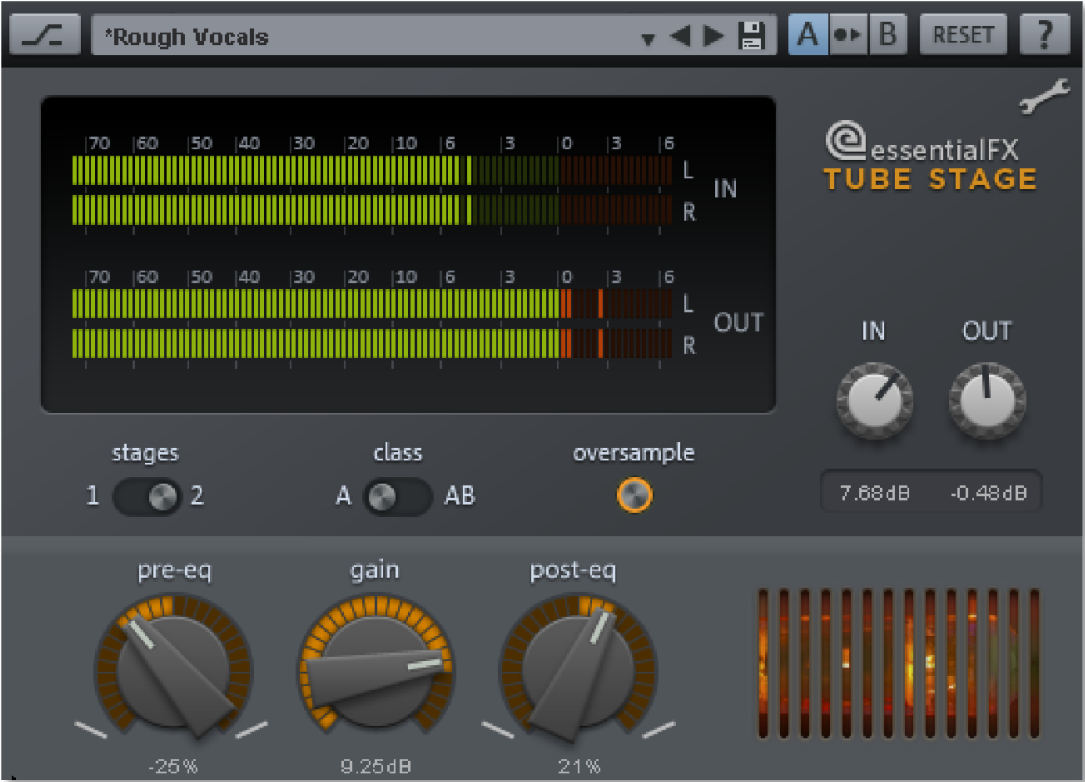 *Rough Vocals A B RESET ?
essentialFX
TUBE STAGE
70 60 50 40 30 20 10 6 3 0 3 6
L
IN
R
70 60 50 40 30 20 10 6 3 0 3 6
L
OUT
R
IN OUT
7.68dB -0.48dB
stages class oversample
1 2 A AB
pre-eq gain post-eq
-25% 9.25dB 21%